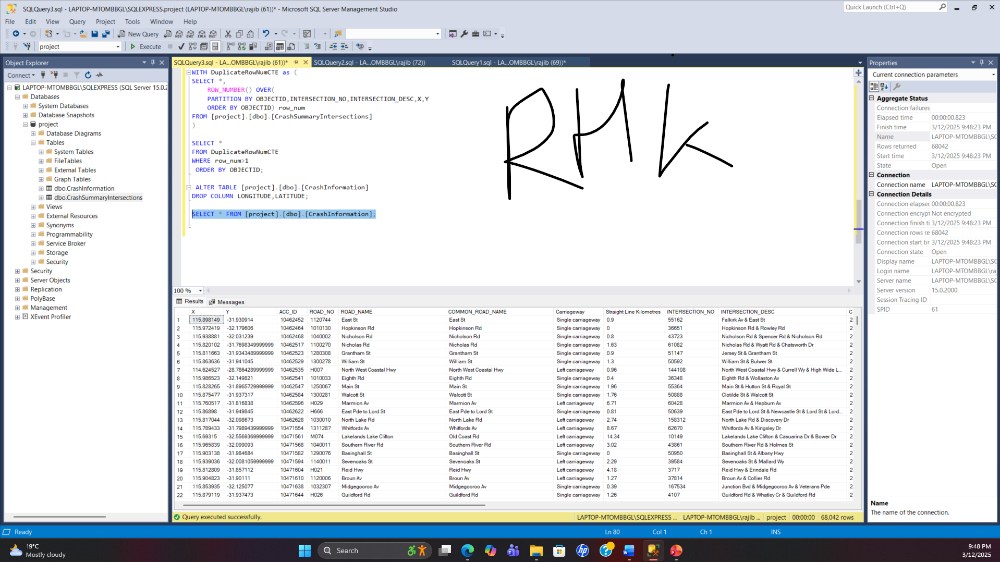 SQLQuery3.sql - LAPTOP-MTOMBBGL\SQLEXPRESS.project (LAPTOP-MTOMBBGL\rajib (61))* - Microsoft SQL Server Management Studio
Quick Launch (Ctrl+Q)
File Edit View Query Project Tools Window Help
New Query
project Execute
Object Explorer
Connect
LAPTOP-MTOMBBGL\SQLEXPRESS (SQL Server 15.0.2
Databases
System Databases
Database Snapshots
project
Database Diagrams
Tables
System Tables
FileTables
External Tables
Graph Tables
dbo.CrashInformation
dbo.CrashSummaryIntersections
Views
External Resources
Synonyms
Programmability
Service Broker
Storage
Security
Security
Server Objects
Replication
PolyBase
Management
XEvent Profiler
SQLQuery3.sql - LA...OMBBGL\rajib (61))* SQLQuery2.sql - LA...OMBBGL\rajib (72)) SQLQuery1.sql - LA...OMBBGL\rajib (69))*
WITH DuplicateRowNumCTE as (
SELECT *,
ROW_NUMBER() OVER(
PARTITION BY OBJECTID,INTERSECTION_NO,INTERSECTION_DESC,X,Y
ORDER BY OBJECTID) row_num
FROM [project].[dbo].[CrashSummaryIntersections]
)
SELECT *
FROM DuplicateRowNumCTE
WHERE row_num>1
ORDER BY OBJECTID;
ALTER TABLE [project].[dbo].[CrashInformation]
DROP COLUMN LONGITUDE,LATITUDE;
SELECT * FROM [project].[dbo].[CrashInformation];
RHK
100 %
Results Messages
X Y ACC_ID ROAD_NO ROAD_NAME COMMON_ROAD_NAME Carriageway Straight Line Kilometres INTERSECTION_NO INTERSECTION_DESC C
1 115.898149 -31.930914 10462452 1120744 East St East St Single carriageway 0.9 55162 Falkirk Av & East St 2
2 115.972419 -32.179606 10462464 1010130 Hopkinson Rd Hopkinson Rd Single carriageway 0 36651 Hopkinson Rd & Rowley Rd 2
3 115.938881 -32.031239 10462468 1040002 Nicholson Rd Nicholson Rd Single carriageway 0.8 43723 Nicholson Rd & Spencer Rd & Nicholson Rd 2
4 115.820102 -31.7698349999999 10462517 1100270 Nicholas Rd Nicholas Rd Single carriageway 1.63 61082 Nicholas Rd & Wyatt Rd & Chatsworth Dr 2
5 115.811663 -31.9343489999999 10462523 1280308 Grantham St Grantham St Single carriageway 0.9 51147 Jersey St & Grantham St 2
6 115.863636 -31.941045 10462529 1300278 William St William St Single carriageway 1.3 50592 William St & Bulwer St 2
7 114.624527 -28.7864289999999 10462535 H007 North West Coastal Hwy North West Coastal Hwy Left carriageway 0.96 144108 North West Coastal Hwy & Currell Wy & High Wide L... 2
8 115.986523 -32.149821 10462541 1010033 Eighth Rd Eighth Rd Single carriageway 0.4 36348 Eighth Rd & Wollaston Av 2
9 115.828265 -31.8965729999999 10462547 1250067 Main St Main St Single carriageway 1.96 55364 Main St & Hutton St & Royal St 2
10 115.875477 -31.937317 10462584 1300281 Walcott St Walcott St Single carriageway 1.76 50888 Clotilde St & Walcott St 2
11 115.760517 -31.816838 10462596 H029 Marmion Av Marmion Av Left carriageway 6.71 60428 Marmion Av & Hepburn Av 2
12 115.86898 -31.949845 10462622 H666 East Pde to Lord St East Pde to Lord St Single carriageway 0.81 50639 East Pde to Lord St & Newcastle St & Lord St & Lord... 2
13 115.817044 -32.098673 10462628 1030010 North Lake Rd North Lake Rd Left carriageway 2.74 158312 North Lake Rd & Discovery Dr 2
14 115.789433 -31.7989439999999 10471554 1311287 Whitfords Av Whitfords Av Left carriageway 8.67 62670 Whitfords Av & Kingsley Dr 2
15 115.69315 -32.5569369999999 10471561 M074 Lakelands Lake Clifton Old Coast Rd Left carriageway 14.34 10149 Lakelands Lake Clifton & Casuarina Dr & Bower Dr 2
16 115.965839 -32.099093 10471568 1040011 Southern River Rd Southern River Rd Left carriageway 3.02 43861 Southern River Rd & Holmes St 2
17 115.903138 -31.984684 10471582 1290076 Basinghall St Basinghall St Single carriageway 0 50950 Basinghall St & Albany Hwy 2
18 115.939036 -32.0081059999999 10471594 1140011 Sevenoaks St Sevenoaks St Left carriageway 2.29 39584 Sevenoaks St & Mallard Wy 2
19 115.812809 -31.857112 10471604 H021 Reid Hwy Reid Hwy Left carriageway 4.18 3717 Reid Hwy & Erindale Rd 2
20 115.904823 -31.90111 10471610 1120006 Broun Av Broun Av Left carriageway 1.27 37814 Broun Av & Collier Rd 2
21 115.853935 -32.125077 10471638 1032307 Midgegooroo Av Midgegooroo Av Single carriageway 0.39 167534 Junction Bvd & Midgegooroo Av & Veterans Pde 2
22 115.879119 -31.937473 10471644 H026 Guildford Rd Guildford Rd Single carriageway 1.26 4107 Guildford Rd & Whatley Cr & Guildford Rd 2
Query executed successfully. LAPTOP-MTOMBBGL\SQLEXPRESS ... LAPTOP-MTOMBBGL\rajib ... project 00:00:00 68,042 rows
Properties
Current connection parameters
Aggregate Status
Connection failures
Elapsed time 00:00:00.823
Finish time 3/12/2025 9:48:23 PM
Name LAPTOP-MTOMBBGL\SC
Rows returned 68042
Start time 3/12/2025 9:48:23 PM
State Open
Connection
Connection name LAPTOP-MTOMBBGL\SC
Connection Details
Connection elapsed 00:00:00.823
Connection encrypt Not encrypted
Connection finish ti 3/12/2025 9:48:23 PM
Connection rows re 68042
Connection start tir 3/12/2025 9:48:23 PM
Connection state Open
Display name LAPTOP-MTOMBBGL\SC
Login name LAPTOP-MTOMBBGL\ra
Server name LAPTOP-MTOMBBGL\SC
Server version 15.0.2000
Session Tracing ID
SPID 61
Name
The name of the connection.
Ready Ln 80 Col 1 Ch 1 INS
19°C
Mostly cloudy
Search
9:48 PM
3/12/2025